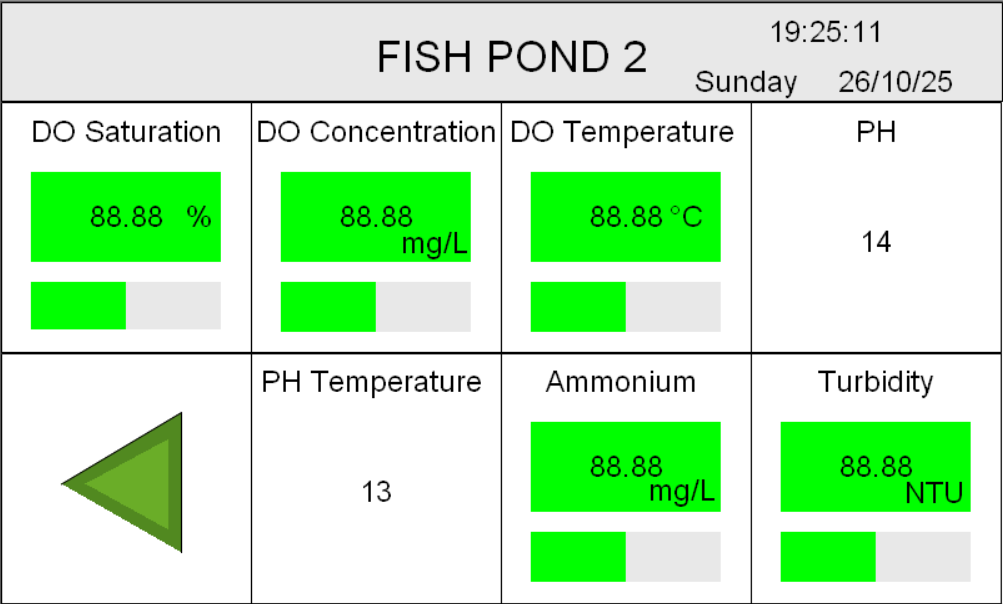 FISH POND 2
19:25:11
Sunday 26/10/25
DO Saturation
88.88 %
DO Concentration
88.88
mg/L
DO Temperature
88.88 °C
PH
14
PH Temperature
13
Ammonium
88.88
mg/L
Turbidity
88.88
NTU